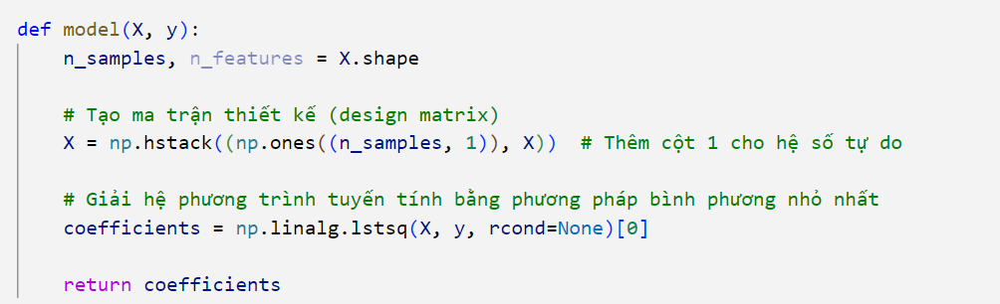 def model(X, y):
    n_samples, n_features = X.shape
    # Tạo ma trận thiết kế (design matrix)
    X = np.hstack((np.ones((n_samples, 1)), X))  # Thêm cột 1 cho hệ số tự do
    # Giải hệ phương trình tuyến tính bằng phương pháp bình phương nhỏ nhất
    coefficients = np.linalg.lstsq(X, y, rcond=None)[0]
    return coefficients